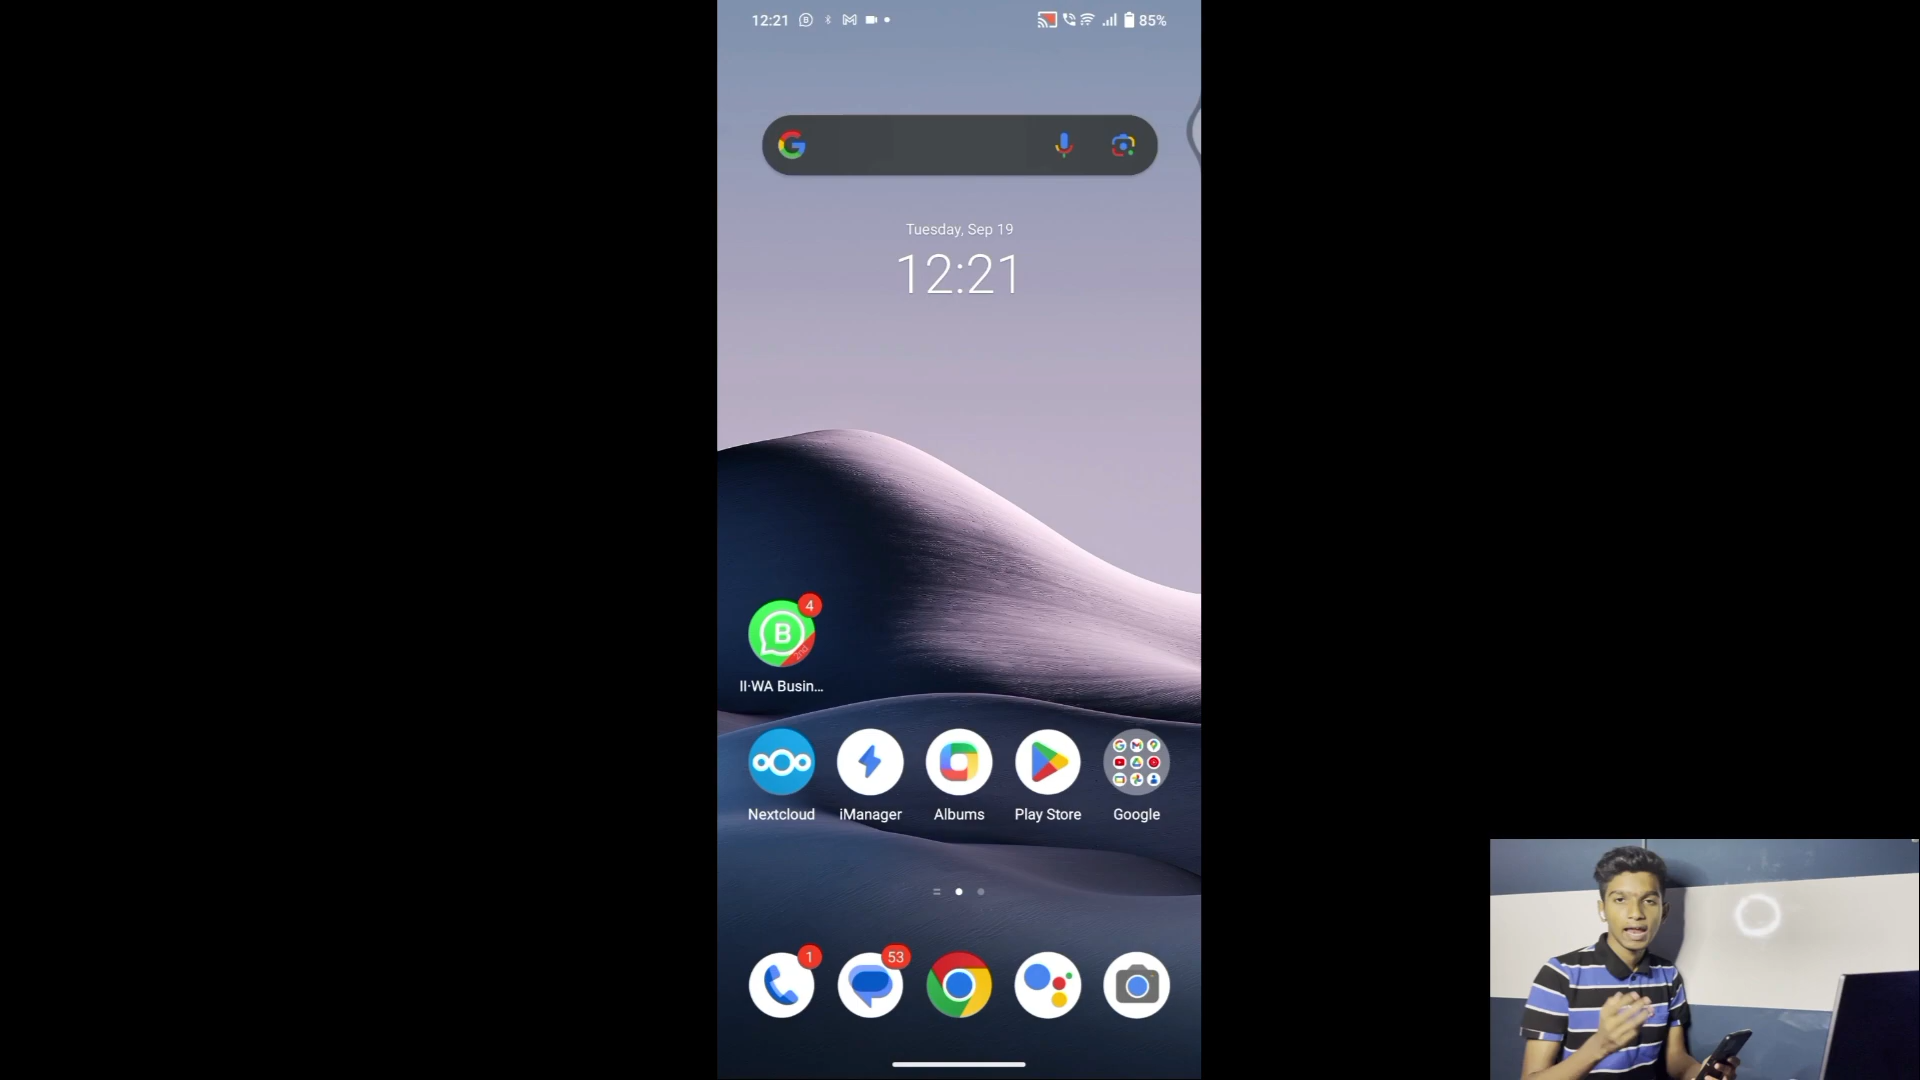 12:21
85%
Tuesday, Sep 19
12:21
4
B
2nd
II·WA Busin...
Nextcloud
iManager
Albums
Play Store
Google
1
53